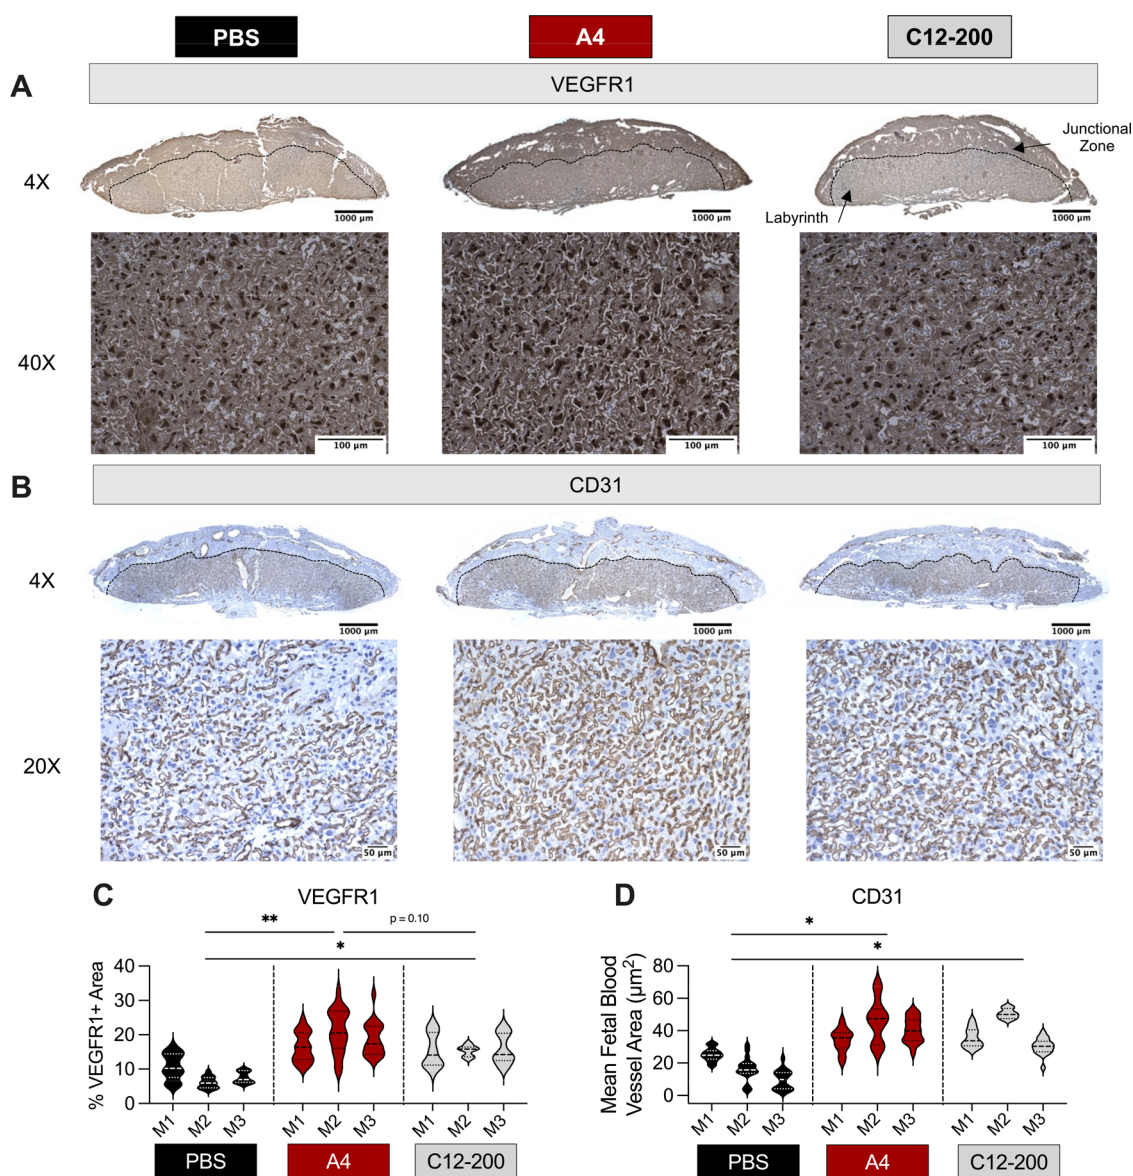 PBS A4 C12-200
A
VEGFR1
4X
Junctional
Zone
Labyrinth
1000 μm 1000 μm 1000 μm
40X
100 μm 100 μm 100 μm
B
CD31
4X
1000 μm 1000 μm 1000 μm
20X
50 μm 50 μm 50 μm
C
VEGFR1
** p = 0.10
*
% VEGFR1+ Area
40
30
20
10
0
M1 M2 M3 M1 M2 M3 M1 M2 M3
PBS A4 C12-200
D
CD31
*
*
Mean Fetal Blood
Vessel Area (μm²)
80
60
40
20
0
M1 M2 M3 M1 M2 M3 M1 M2 M3
PBS A4 C12-200